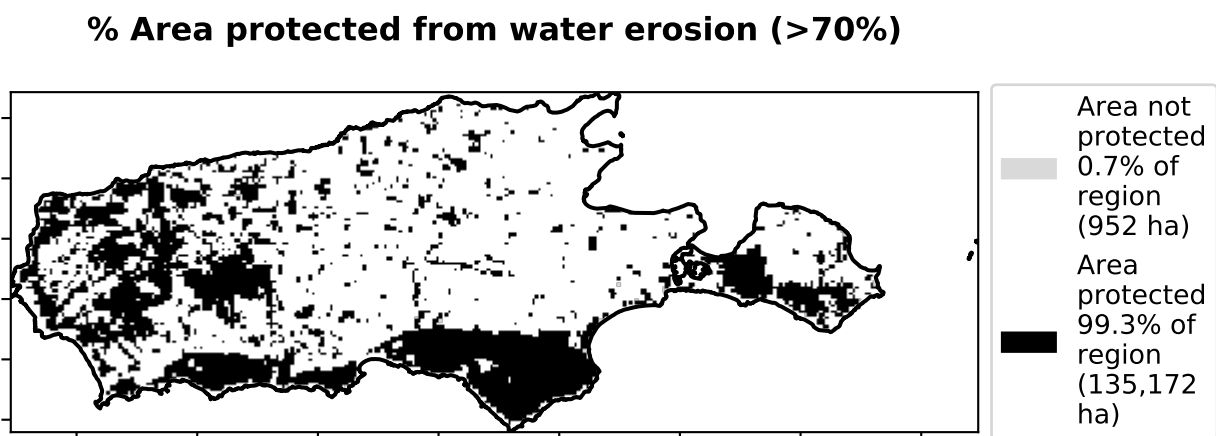 % Area protected from water erosion (>70%)
Area not
protected
0.7% of
region
(952 ha)
Area
protected
99.3% of
region
(135,172
ha)